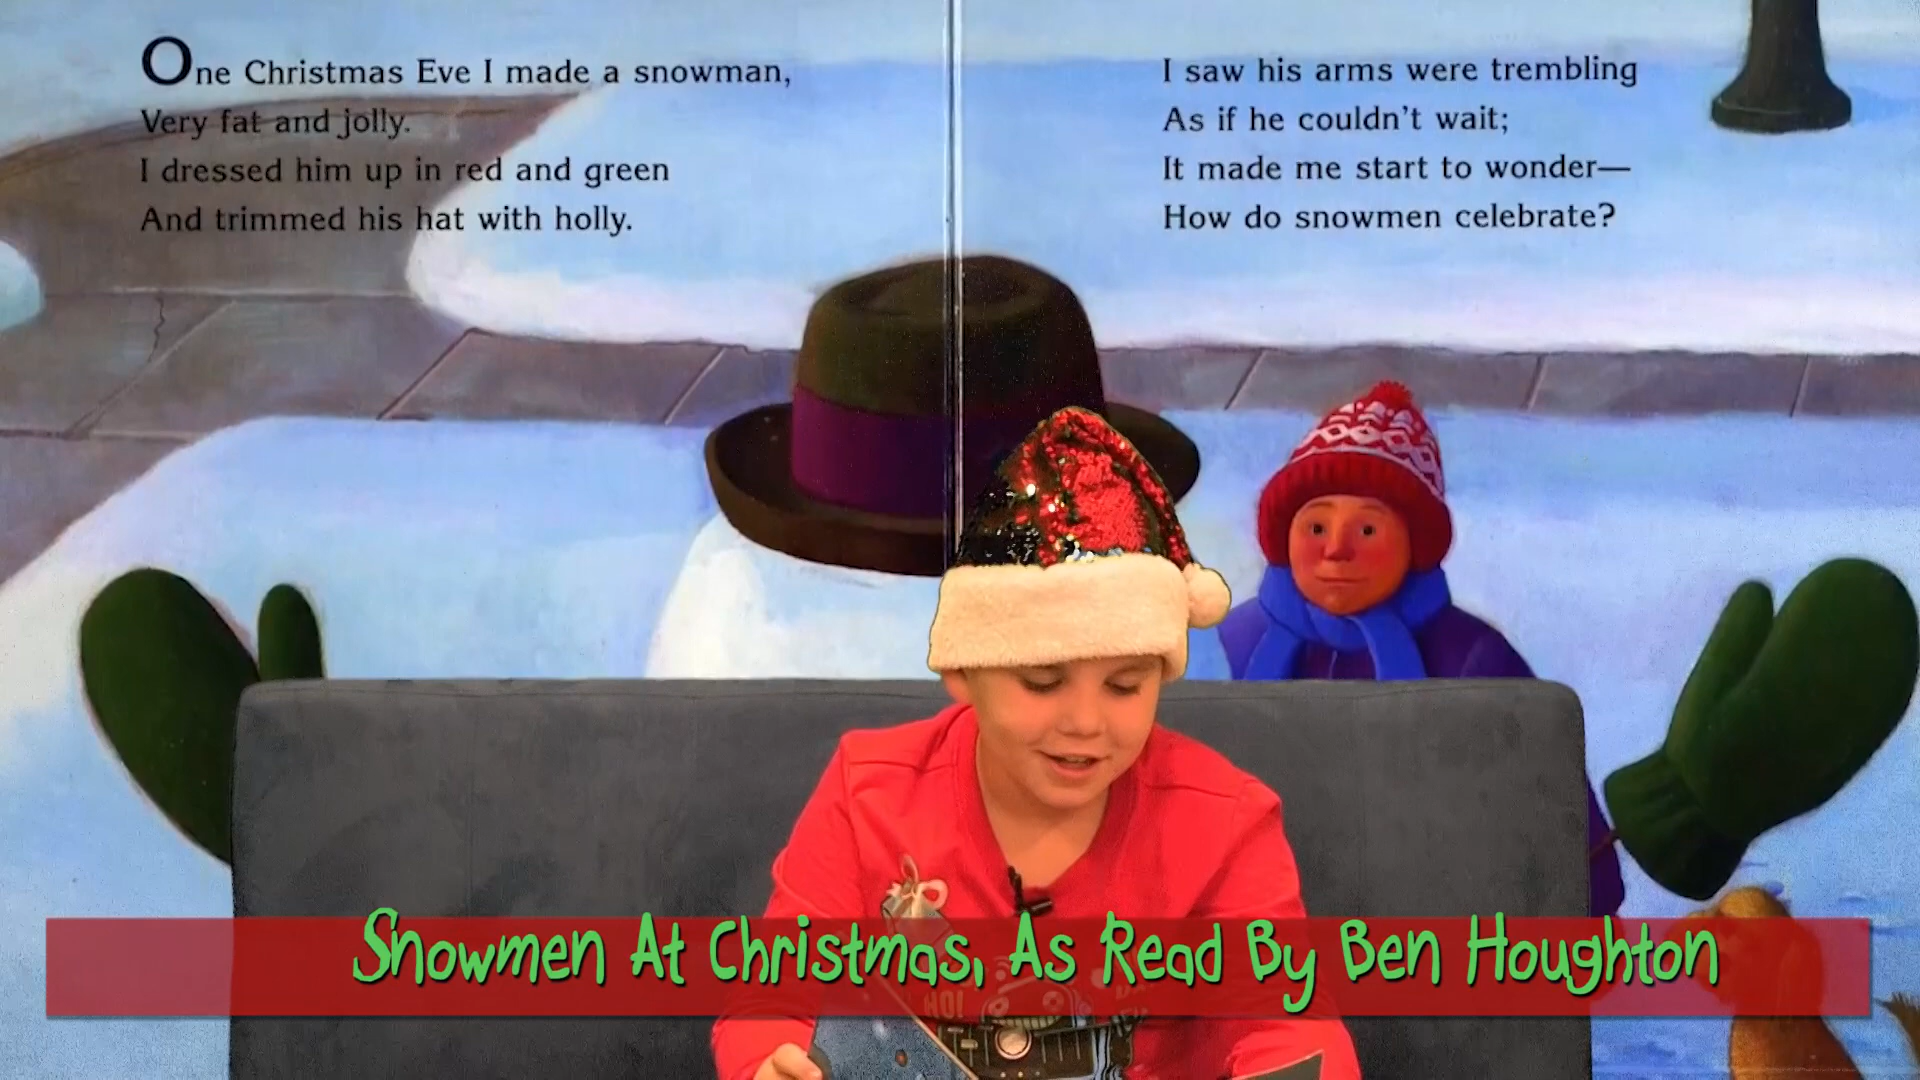 One Christmas Eve I made a snowman,
Very fat and jolly.
I dressed him up in red and green
And trimmed his hat with holly.
I saw his arms were trembling
As if he couldn't wait;
It made me start to wonder—
How do snowmen celebrate?
Snowmen At Christmas, As Read By Ben Houghton
HO!